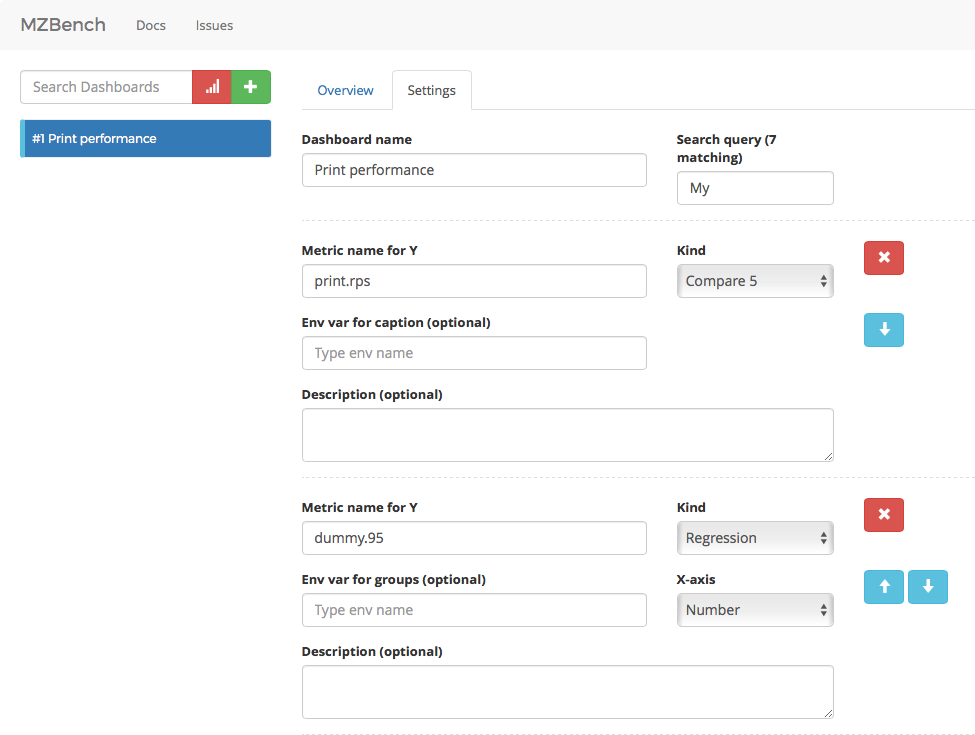 MZBench Docs Issues
Search Dashboards
#1 Print performance
Overview Settings
Dashboard name
Print performance
Search query (7
matching)
My
Metric name for Y
print.rps
Kind
Compare 5
Env var for caption (optional)
Type env name
Description (optional)
Metric name for Y
dummy.95
Kind
Regression
Env var for groups (optional)
Type env name
X-axis
Number
Description (optional)